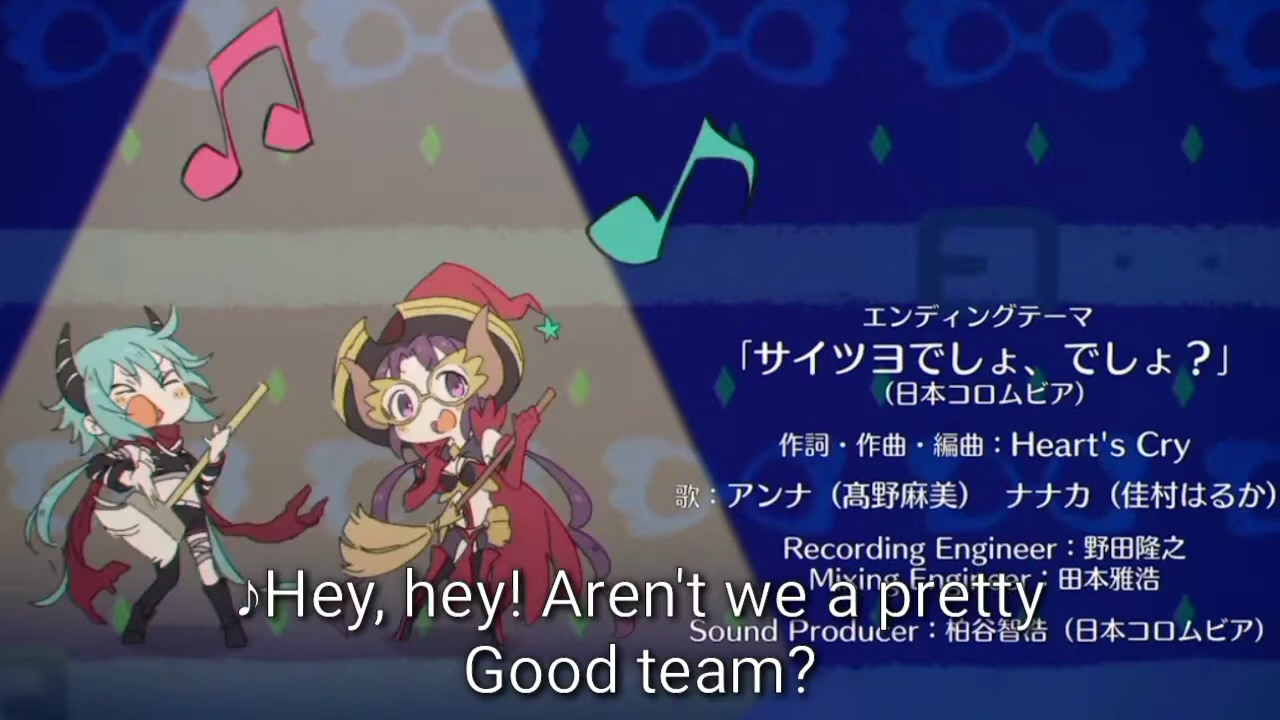 エンディングテーマ
「サイツヨでしょ、でしょ？」
（日本コロムビア）
作詞・作曲・編曲：Heart's Cry
歌：アンナ（髙野麻美）　ナナカ（佳村はるか）
Recording Engineer：野田隆之
Mixing Engineer：田本雅浩
Sound Producer：柏谷智浩（日本コロムビア）
♪Hey, hey! Aren't we a pretty
Good team?